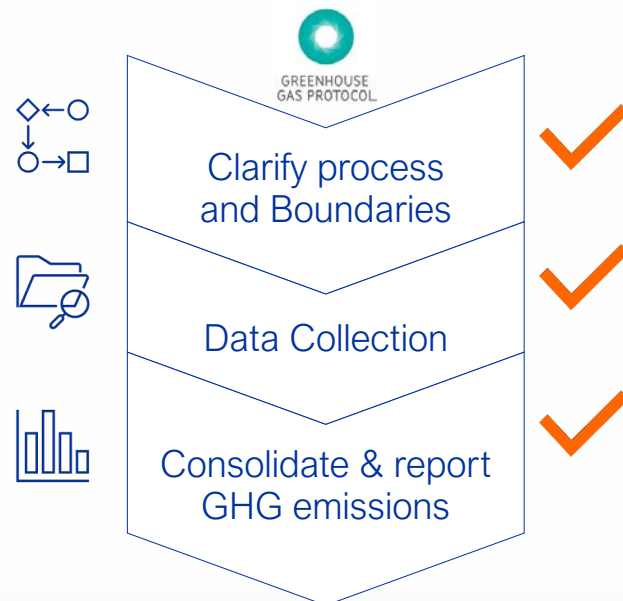 GREENHOUSE
GAS PROTOCOL
Clarify process
and Boundaries
Data Collection
Consolidate & report
GHG emissions